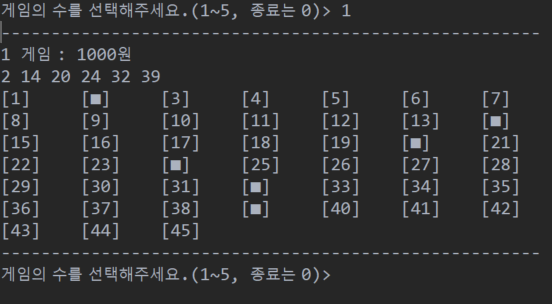 게임의 수를 선택해주세요.(1~5, 종료는 0)> 1
------------------------------------------------------
1 게임 : 1000원
2 14 20 24 32 39
[1] [■] [3] [4] [5] [6] [7]
[8] [9] [10] [11] [12] [13] [■]
[15] [16] [17] [18] [19] [■] [21]
[22] [23] [■] [25] [26] [27] [28]
[29] [30] [31] [■] [33] [34] [35]
[36] [37] [38] [■] [40] [41] [42]
[43] [44] [45]
------------------------------------------------------
게임의 수를 선택해주세요.(1~5, 종료는 0)>